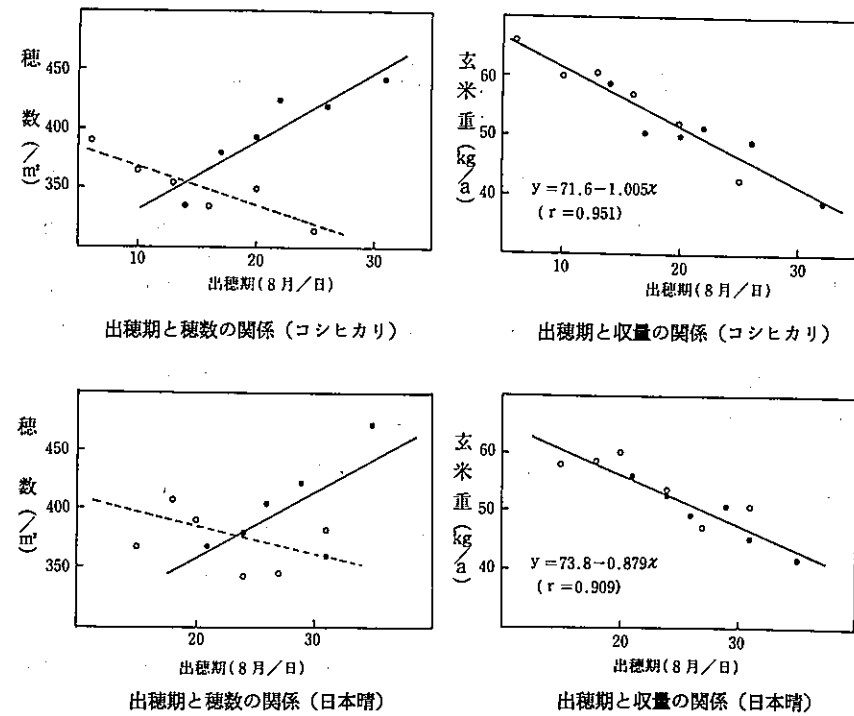 穂数(/㎡)
450
400
350
10 20 30
出穂期(8月/日)
出穂期と穂数の関係(コシヒカリ)
玄米重(kg/a)
60
50
40
y=71.6-1.005x
(r=0.951)
10 20 30
出穂期(8月/日)
出穂期と収量の関係(コシヒカリ)
穂数(/㎡)
450
400
350
20 30
出穂期(8月/日)
出穂期と穂数の関係(日本晴)
玄米重(kg/a)
60
50
40
y=73.8-0.879x
(r=0.909)
20 30
出穂期(8月/日)
出穂期と収量の関係(日本晴)